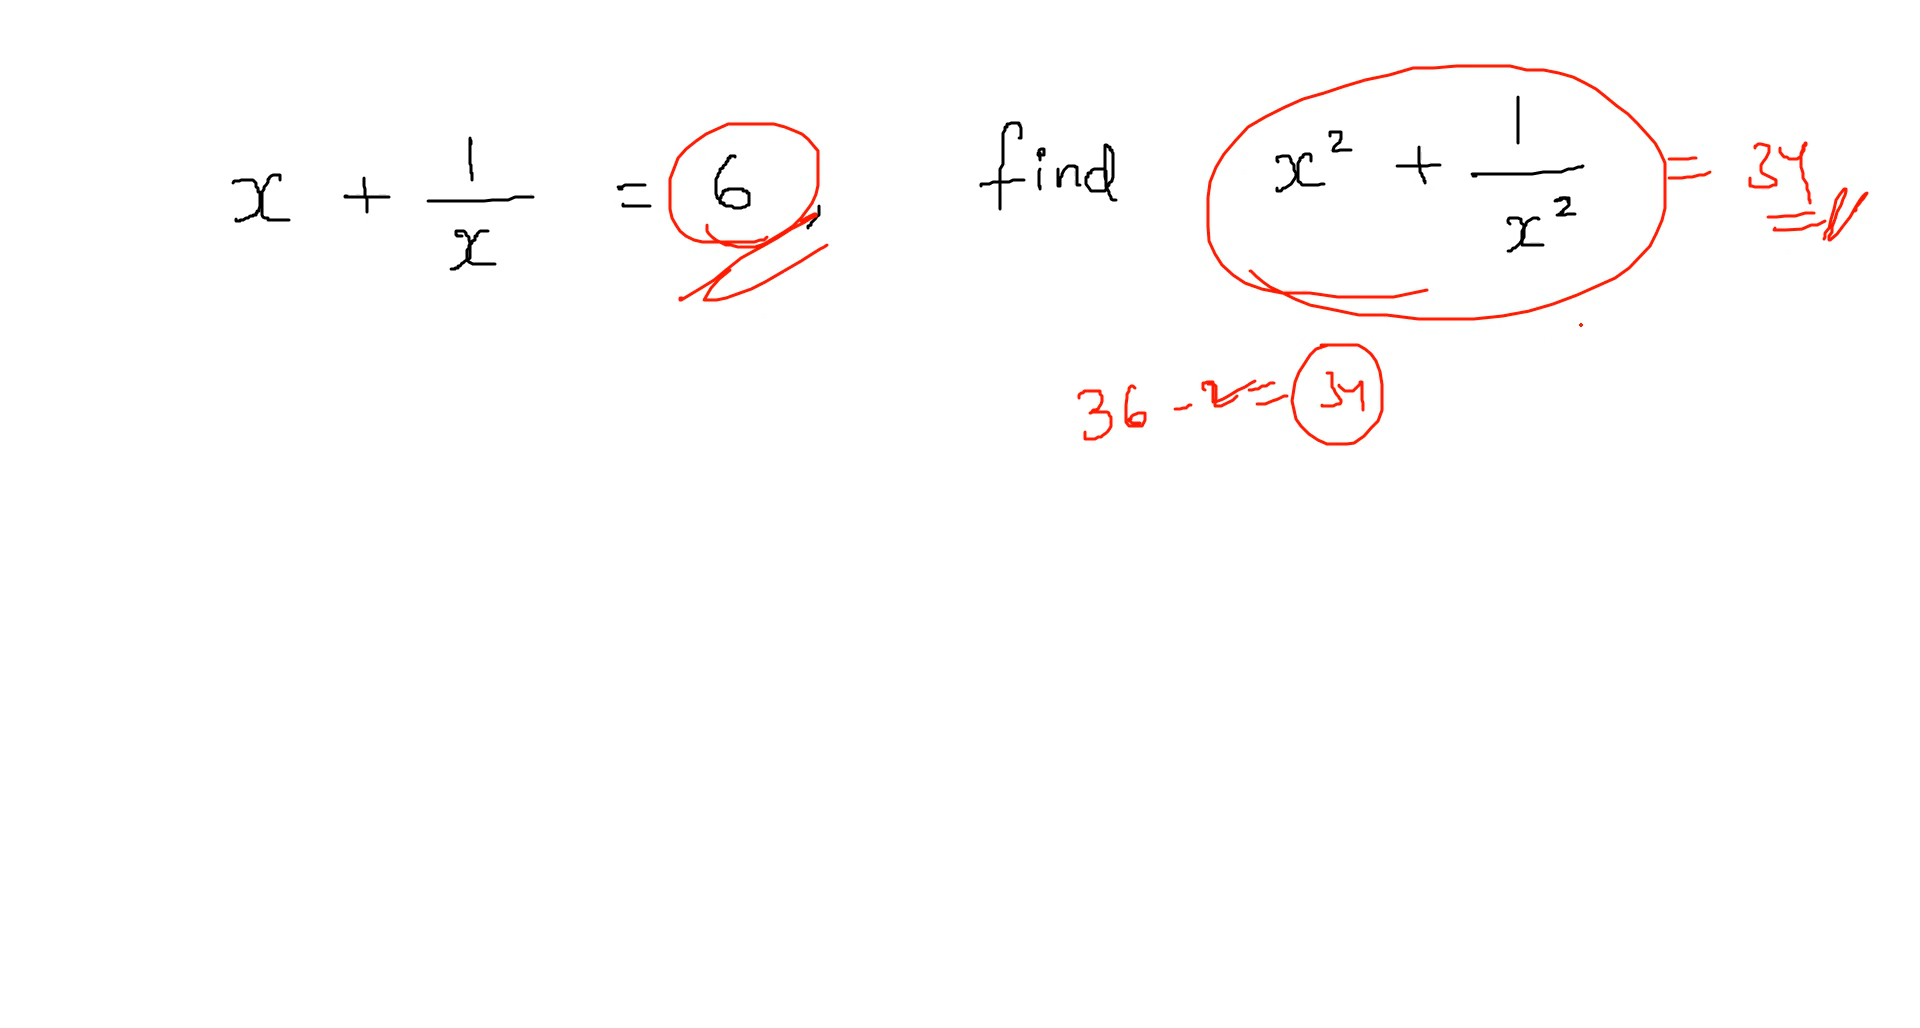 x + 1/x = 6 find x² + 1/x² = 34
36 - 2 = 34